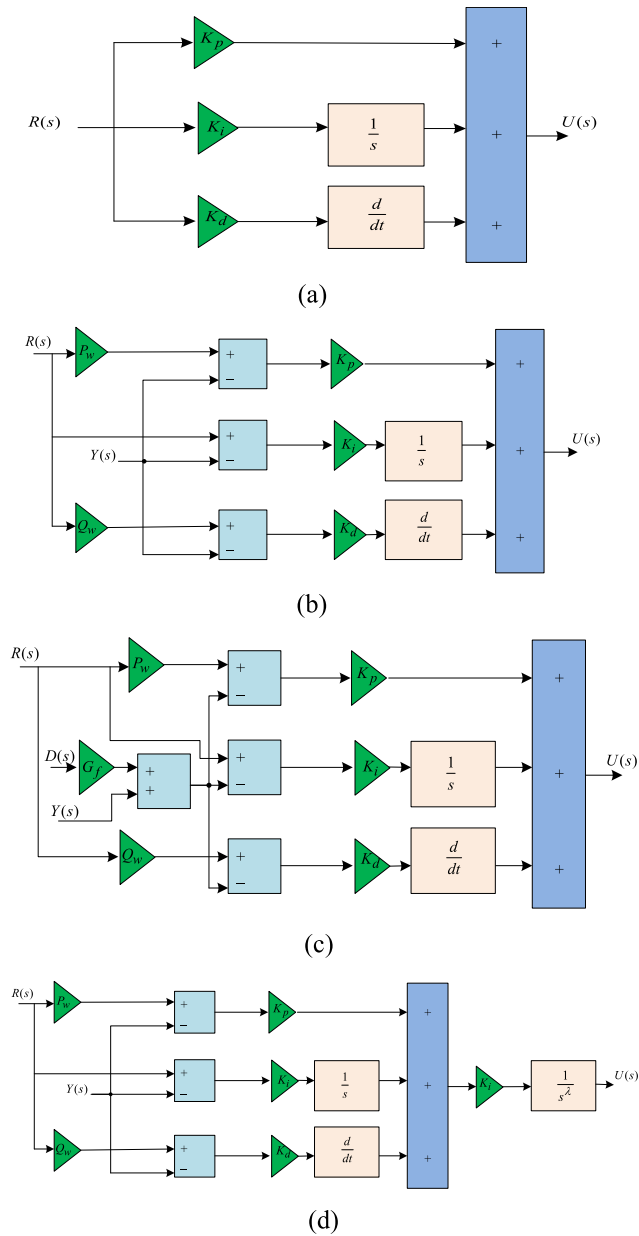 K_p
+
R(s)
K_i
1/s
+
U(s)
K_d
d/dt
+
(a)
R(s)
P_w
+
−
K_p
+
Y(s)
+
−
K_i
1/s
+
U(s)
Q_w
+
−
K_d
d/dt
+
(b)
R(s)
P_w
+
−
K_p
+
D(s)
G_f
+
+
+
−
K_i
1/s
+
U(s)
Y(s)
Q_w
+
−
K_d
d/dt
+
(c)
R(s)
P_w
+
−
K_p
+
Y(s)
+
−
K_i
1/s
+
K_i
1/s^λ
U(s)
Q_w
+
−
K_d
d/dt
+
(d)